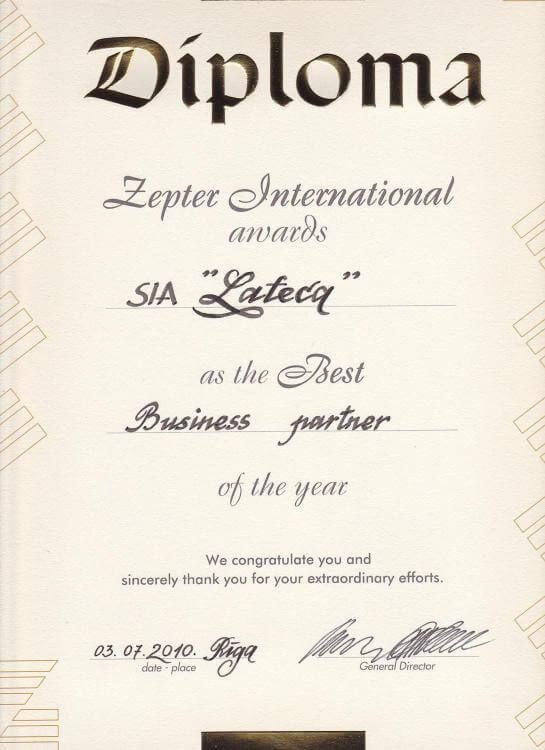 Diploma
Zepter International
awards
SIA "Lateca"
as the Best
Business partner
of the year
We congratulate you and
sincerely thank you for your extraordinary efforts.
03. 07. 2010. Rīga
date - place
General Director